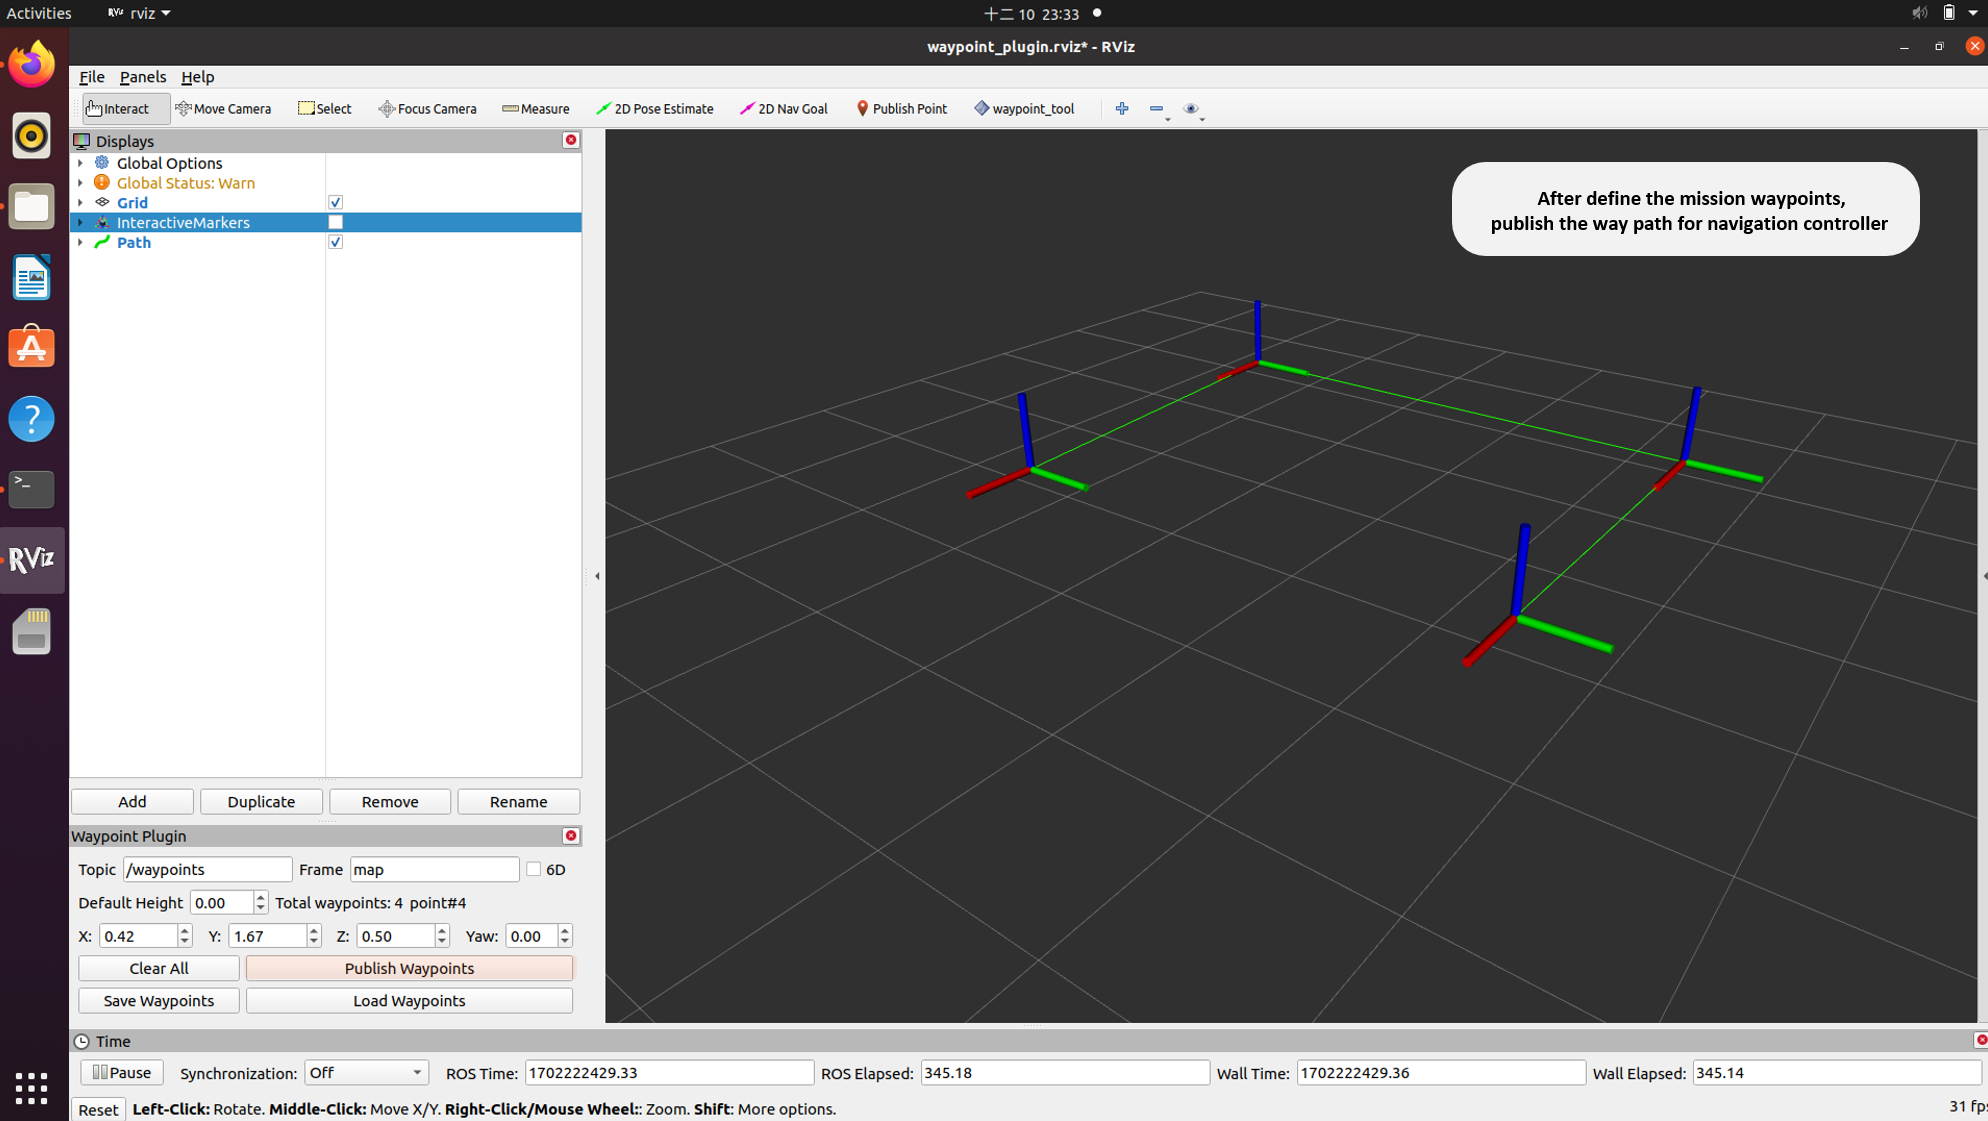 Activities
RViz rviz
十二 10 23:33
waypoint_plugin.rviz* - RViz
File Panels Help
Interact Move Camera Select Focus Camera Measure 2D Pose Estimate 2D Nav Goal Publish Point waypoint_tool
Displays
Global Options
Global Status: Warn
Grid
InteractiveMarkers
Path
After define the mission waypoints,
publish the way path for navigation controller
RViz
Add Duplicate Remove Rename
Waypoint Plugin
Topic /waypoints Frame map 6D
Default Height 0.00 Total waypoints: 4 point#4
X: 0.42 Y: 1.67 Z: 0.50 Yaw: 0.00
Clear All Publish Waypoints
Save Waypoints Load Waypoints
Time
Pause Synchronization: Off ROS Time: 1702222429.33 ROS Elapsed: 345.18 Wall Time: 1702222429.36 Wall Elapsed: 345.14
Reset Left-Click: Rotate. Middle-Click: Move X/Y. Right-Click/Mouse Wheel:: Zoom. Shift: More options.
31 fps